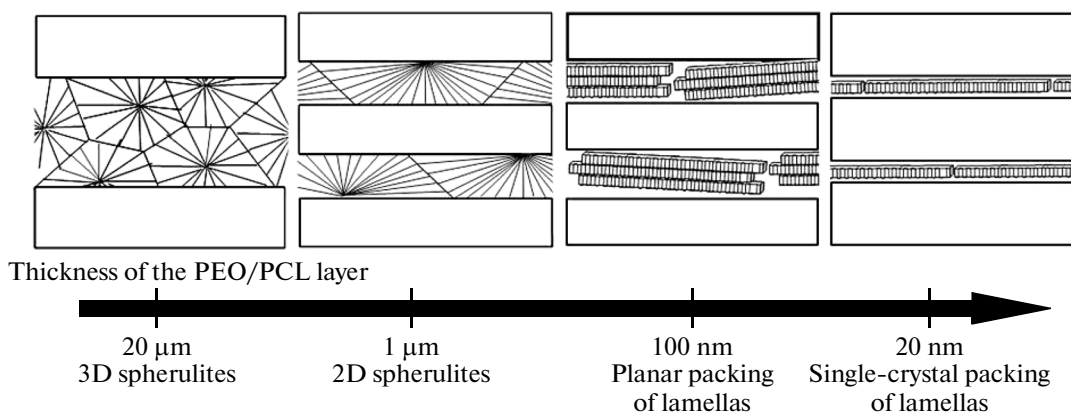 Thickness of the PEO/PCL layer
20 μm
3D spherulites
1 μm
2D spherulites
100 nm
Planar packing
of lamellas
20 nm
Single-crystal packing
of lamellas